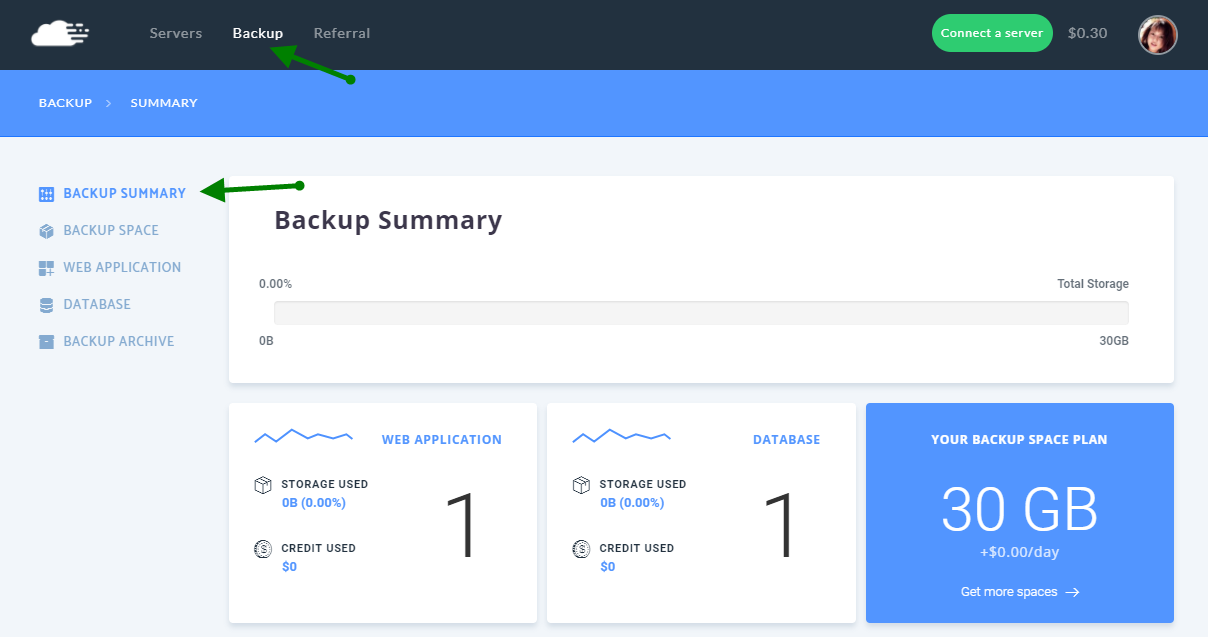 Servers Backup Referral Connect a server $0.30
BACKUP SUMMARY
BACKUP SUMMARY
BACKUP SPACE
WEB APPLICATION
DATABASE
BACKUP ARCHIVE
Backup Summary
0.00% Total Storage
0B 30GB
WEB APPLICATION
STORAGE USED
0B (0.00%)
1
CREDIT USED
$0
DATABASE
STORAGE USED
0B (0.00%)
1
CREDIT USED
$0
YOUR BACKUP SPACE PLAN
30 GB
+$0.00/day
Get more spaces